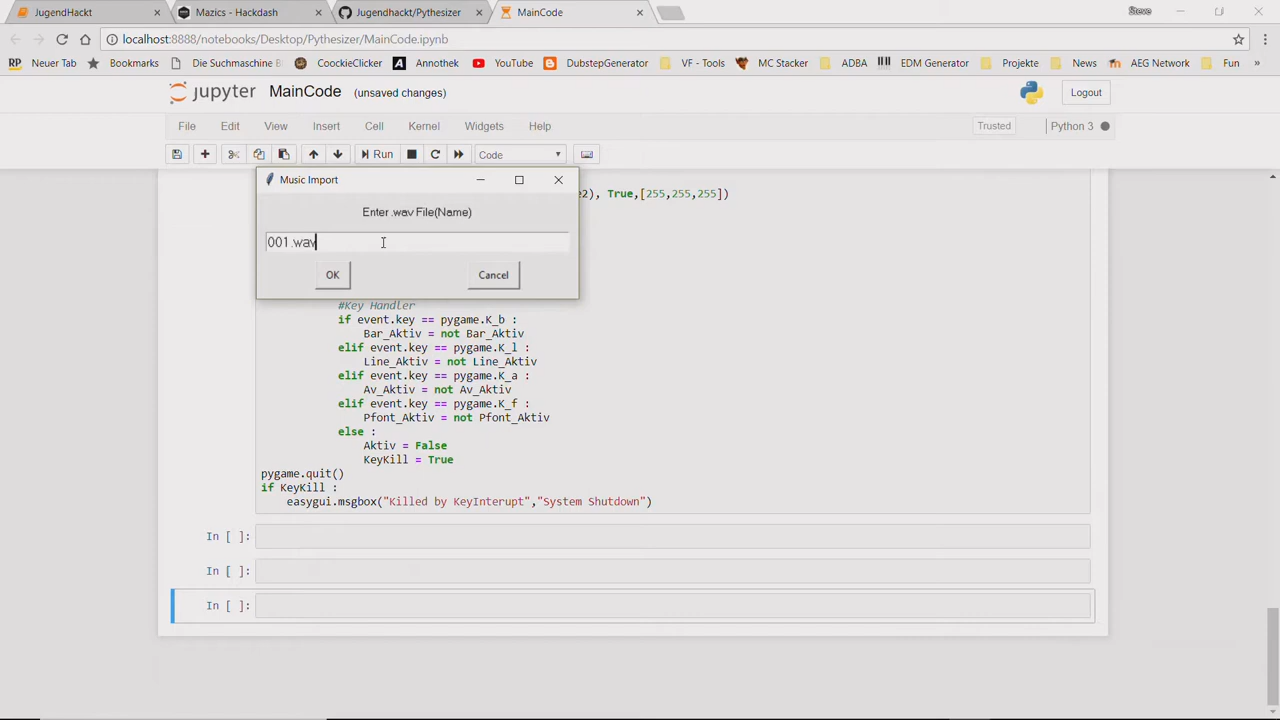 JugendHackt
Mazics - Hackdash
Jugendhackt/Pythesizer
MainCode
Steve
localhost:8888/notebooks/Desktop/Pythesizer/MainCode.ipynb
Neuer Tab Bookmarks Die Suchmaschine CoockieClicker Annothek YouTube DubstepGenerator VF - Tools MC Stacker ADBA EDM Generator Projekte News AEG Network Fun
jupyter MainCode (unsaved changes) Logout
File Edit View Insert Cell Kernel Widgets Help Trusted Python 3
Run Code
Music Import
e2), True,[255,255,255])
Enter .wav File(Name)
001.wav
OK Cancel
#Key Handler
if event.key == pygame.K_b :
Bar_Aktiv = not Bar_Aktiv
elif event.key == pygame.K_l :
Line_Aktiv = not Line_Aktiv
elif event.key == pygame.K_a :
Av_Aktiv = not Av_Aktiv
elif event.key == pygame.K_f :
Pfont_Aktiv = not Pfont_Aktiv
else :
Aktiv = False
KeyKill = True
pygame.quit()
if KeyKill :
easygui.msgbox("Killed by KeyInterupt","System Shutdown")
In [ ]:
In [ ]:
In [ ]: